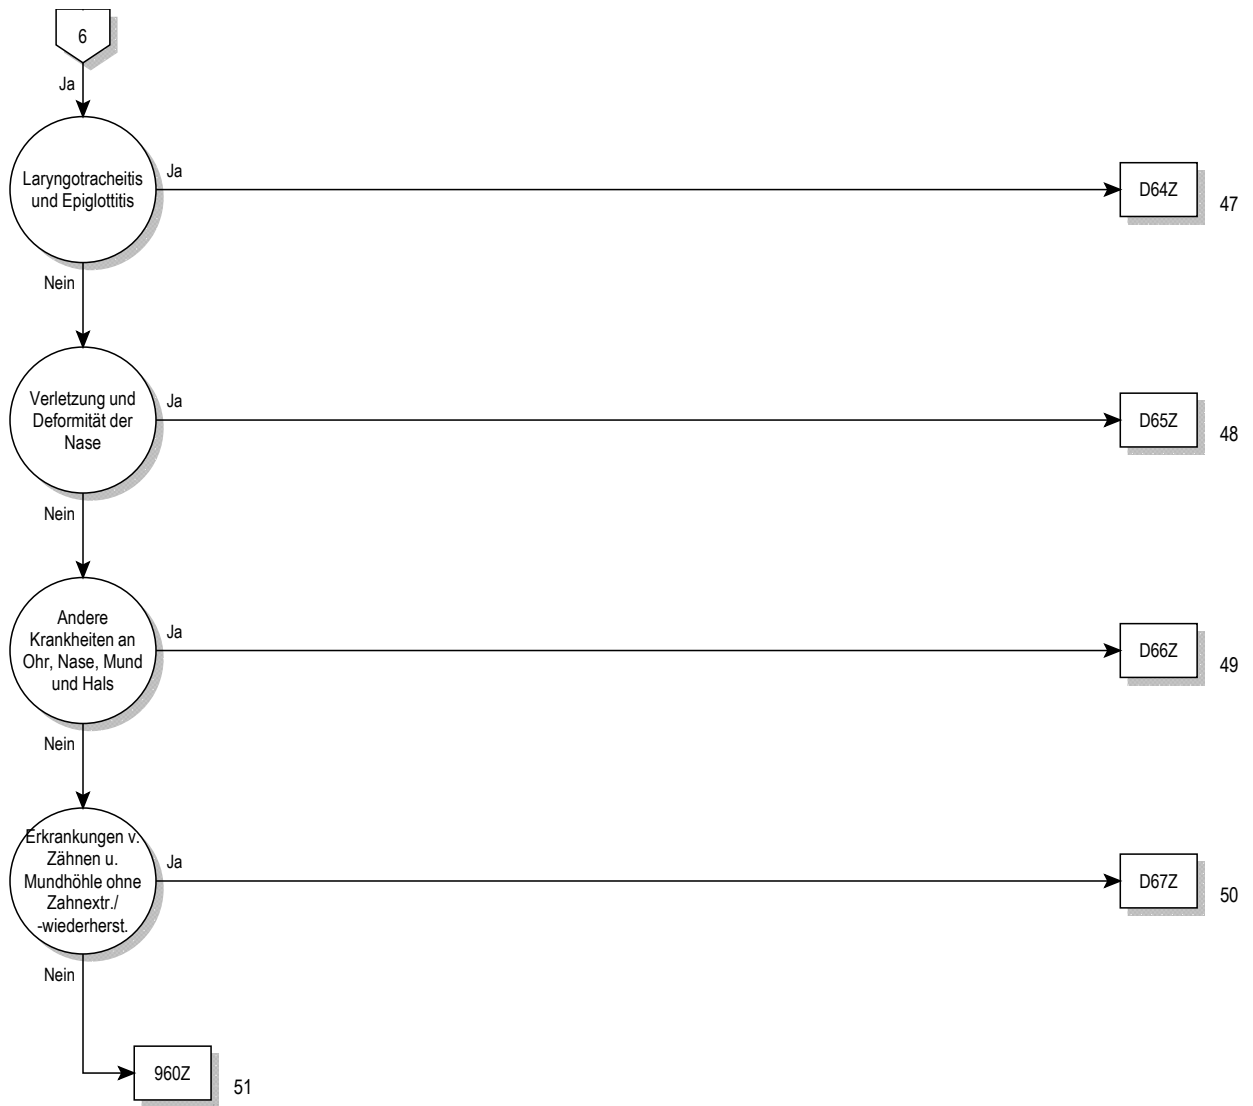 6
Ja
Laryngotracheitis
und Epiglottitis
Ja
D64Z
47
Nein
Verletzung und
Deformität der
Nase
Ja
D65Z
48
Nein
Andere
Krankheiten an
Ohr, Nase, Mund
und Hals
Ja
D66Z
49
Nein
Erkrankungen v.
Zähnen u.
Mundhöhle ohne
Zahnextr./
-wiederherst.
Ja
D67Z
50
Nein
960Z
51